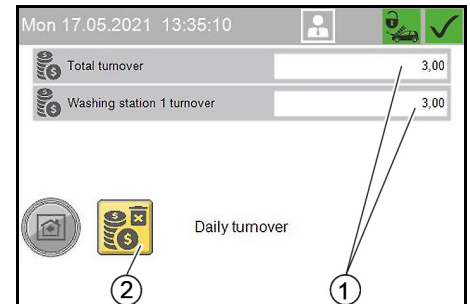 Mon 17.05.2021 13:35:10
Total turnover 3,00
Washing station 1 turnover 3,00
Daily turnover
2 1